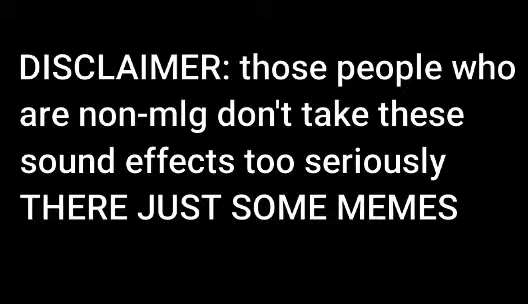 DISCLAIMER: those people who
are non-mlg don't take these
sound effects too seriously
THERE JUST SOME MEMES